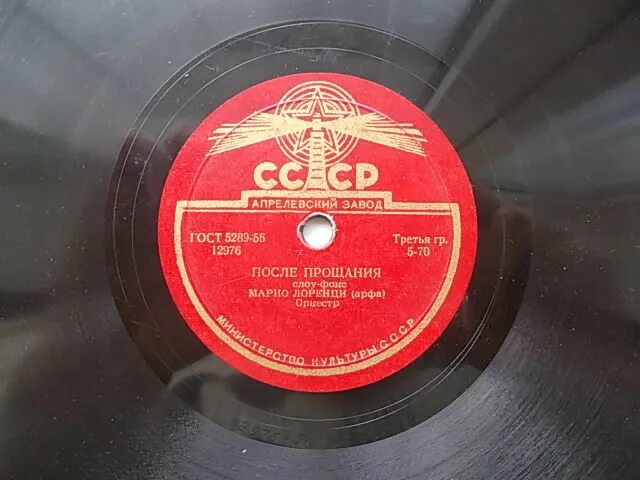 СССР
АПРЕЛЕВСКИЙ ЗАВОД
ГОСТ 5289-56
12976
Третья гр.
5-70
ПОСЛЕ ПРОЩАНИЯ
слоу-фокс
МАРИО ЛОРЕНЦИ (арфа)
Оркестр
МИНИСТЕРСТВО КУЛЬТУРЫ С С С Р